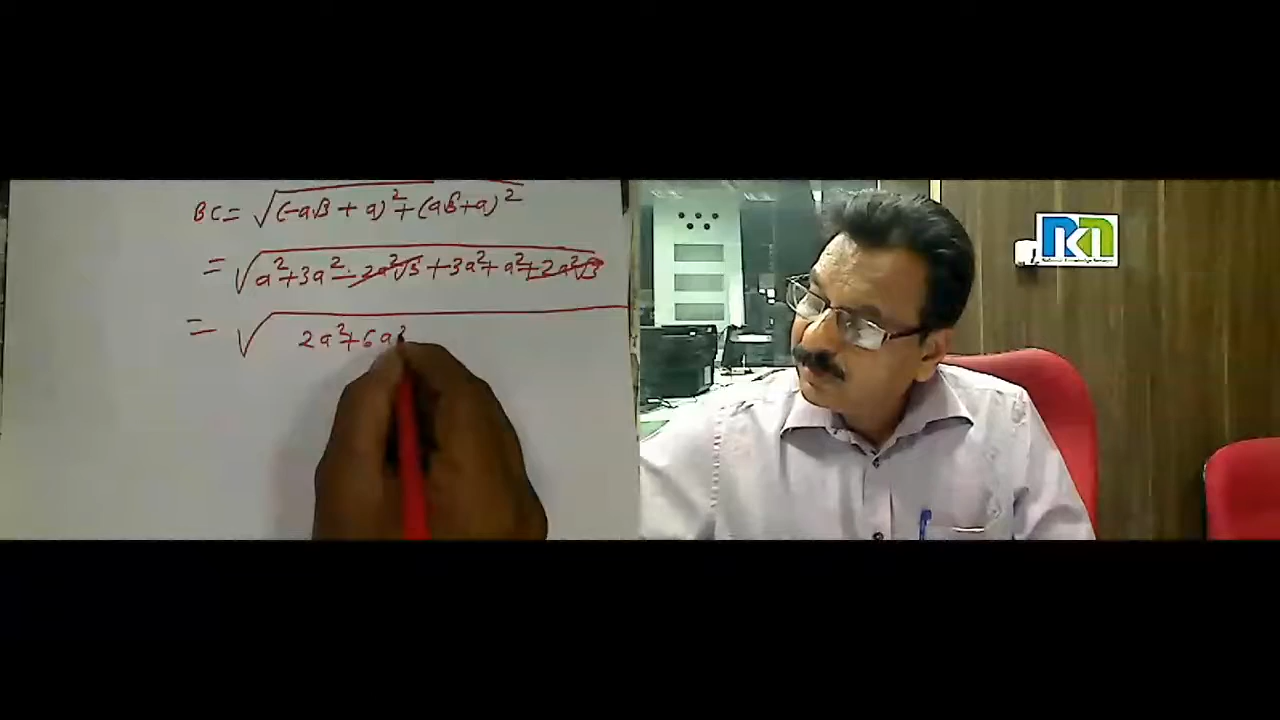 BC = √(-a√3 + a)² + (a√3 + a)²
= √a² + 3a² - 2a²√3 + 3a² + a² + 2a²√3
= √2a² + 6a²